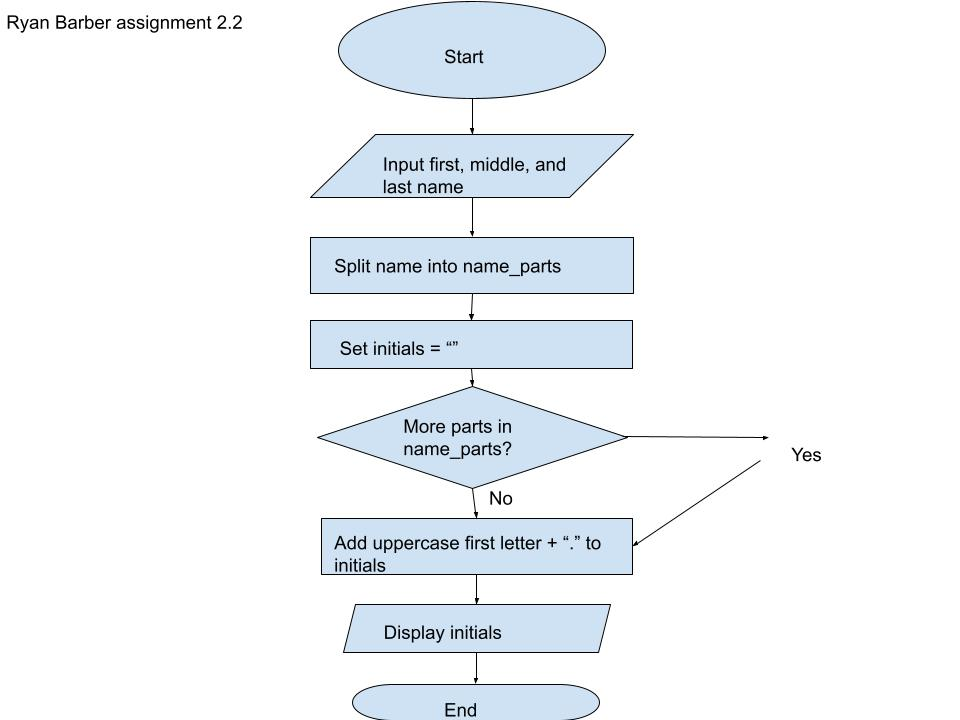 Ryan Barber assignment 2.2
Start
Input first, middle, and
last name
Split name into name_parts
Set initials = “”
More parts in
name_parts?
Yes
No
Add uppercase first letter + “.” to
initials
Display initials
End